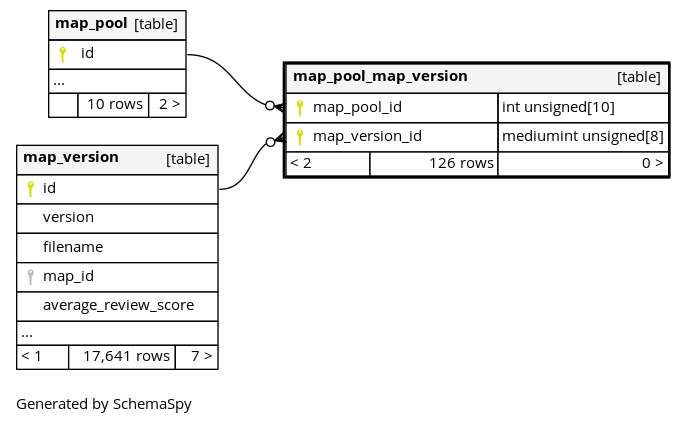 map_pool [table]
id
...
10 rows 2 >
map_pool_map_version [table]
map_pool_id int unsigned[10]
map_version_id mediumint unsigned[8]
< 2 126 rows 0 >
map_version [table]
id
version
filename
map_id
average_review_score
...
< 1 17,641 rows 7 >
Generated by SchemaSpy